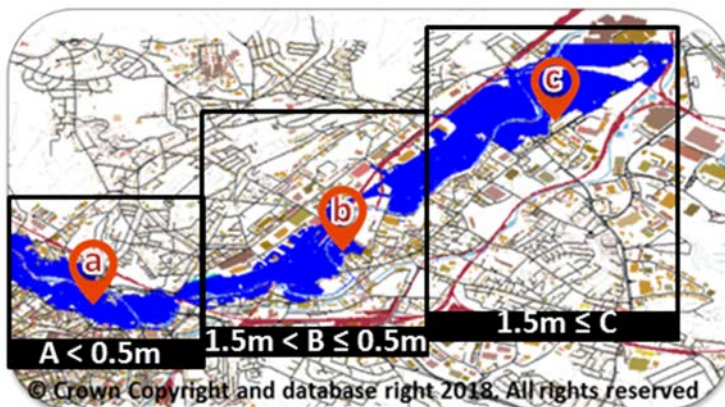 c
b
a
A < 0.5m
1.5m < B ≤ 0.5m
1.5m ≤ C
© Crown Copyright and database right 2018. All rights reserved